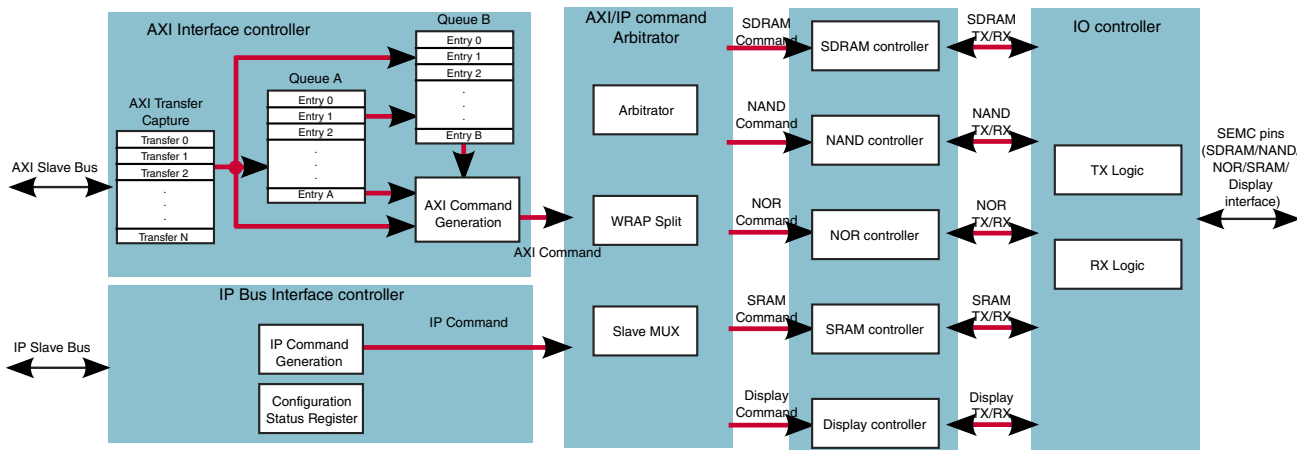 AXI Interface controller
Queue B
Entry 0
Entry 1
Entry 2
.
.
.
Entry B
Queue A
Entry 0
Entry 1
Entry 2
.
.
.
Entry A
AXI Transfer
Capture
Transfer 0
Transfer 1
Transfer 2
.
.
.
Transfer N
AXI Slave Bus
AXI Command
Generation
AXI Command
IP Bus Interface controller
IP Command
IP Command
Generation
Configuration
Status Register
IP Slave Bus
AXI/IP command
Arbitrator
Arbitrator
WRAP Split
Slave MUX
SDRAM
Command
NAND
Command
NOR
Command
SRAM
Command
Display
Command
SDRAM controller
NAND controller
NOR controller
SRAM controller
Display controller
SDRAM
TX/RX
NAND
TX/RX
NOR
TX/RX
SRAM
TX/RX
Display
TX/RX
IO controller
TX Logic
RX Logic
SEMC pins
(SDRAM/NAND/
NOR/SRAM/
Display
interface)